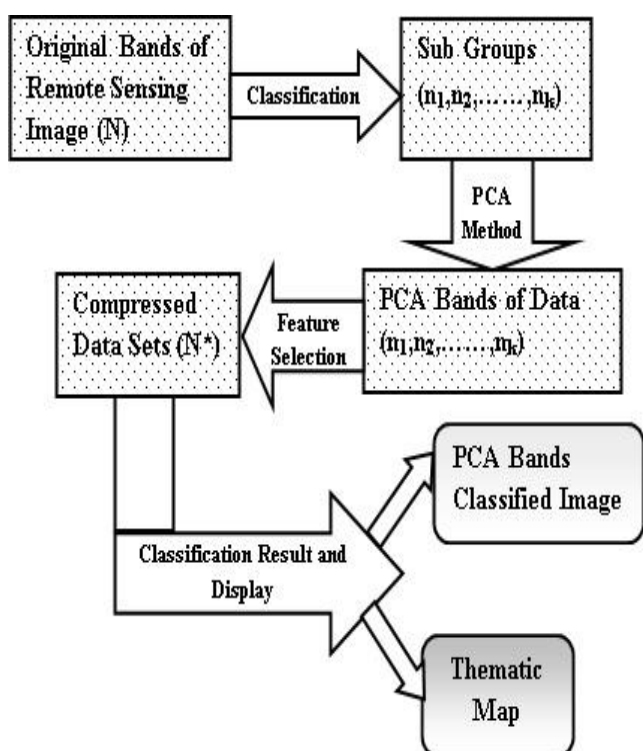 Original Bands of
Remote Sensing
Image (N)
Classification
Sub Groups
(n1,n2,......,nk)
PCA
Method
PCA Bands of Data
(n1,n2,.......,nk)
Feature
Selection
Compressed
Data Sets (N*)
Classification Result and
Display
PCA Bands
Classified Image
Thematic
Map